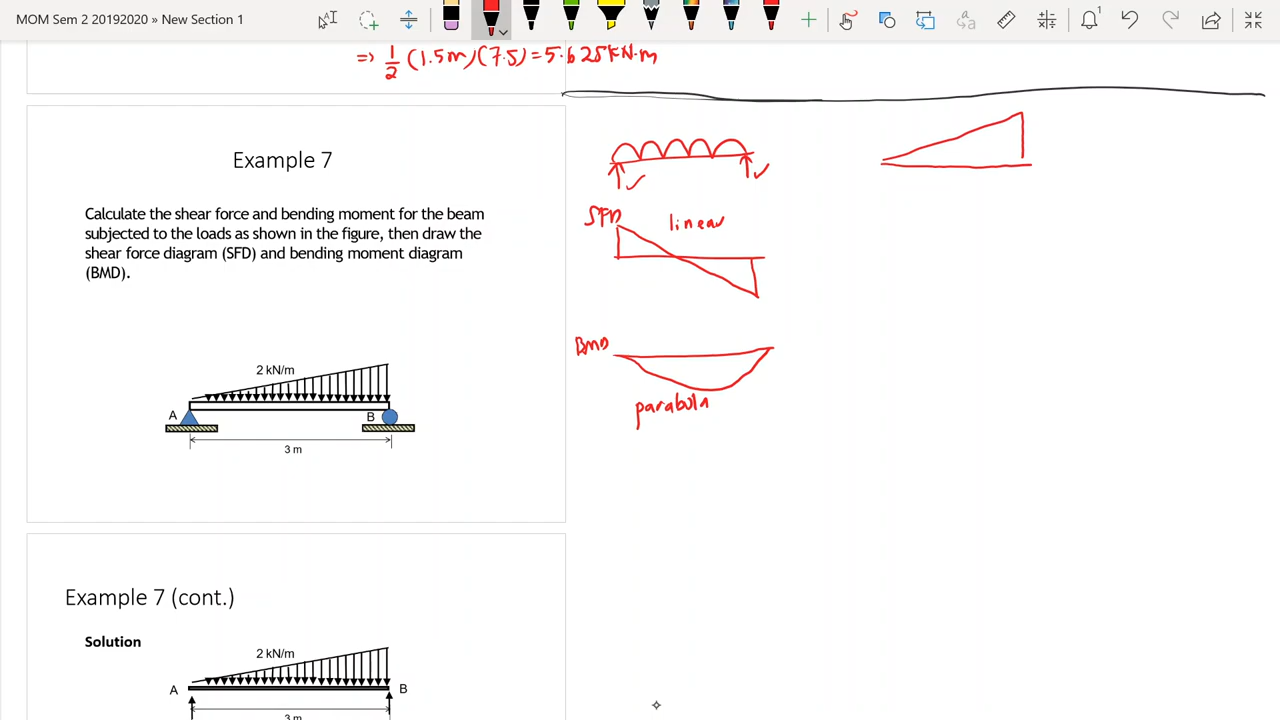 MOM Sem 2 20192020 » New Section 1
1
=> 1/2 (1.5m)(7.5) = 5.625kN.m
Example 7
Calculate the shear force and bending moment for the beam
subjected to the loads as shown in the figure, then draw the
shear force diagram (SFD) and bending moment diagram
(BMD).
2 kN/m
A
B
3 m
SFD
linear
BMD
parabola
Example 7 (cont.)
Solution
2 kN/m
A
B
3 m